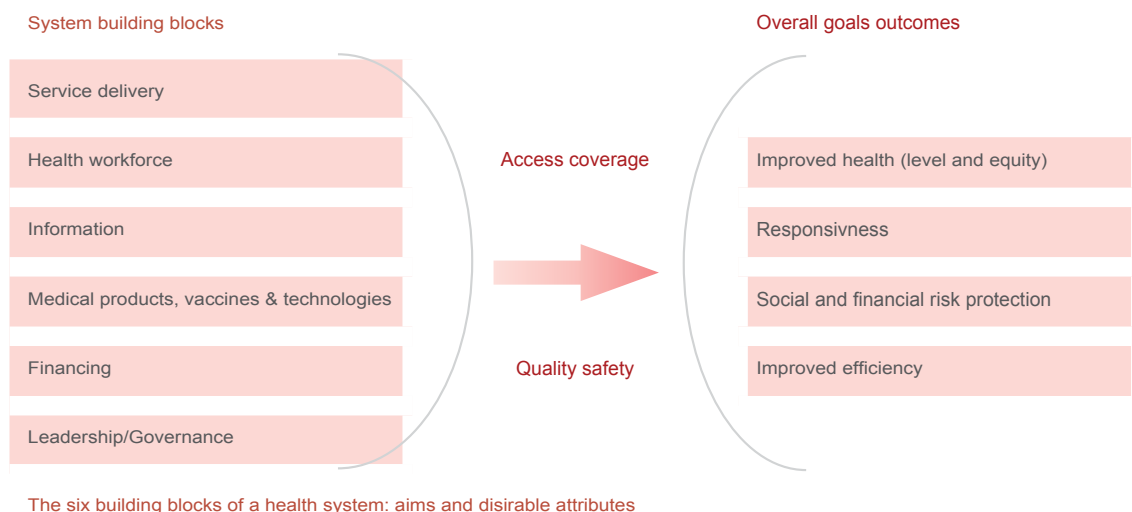 System building blocks
Overall goals outcomes
Service delivery
Health workforce
Access coverage
Improved health (level and equity)
Information
Responsivness
Medical products, vaccines & technologies
Social and financial risk protection
Financing
Quality safety
Improved efficiency
Leadership/Governance
The six building blocks of a health system: aims and disirable attributes